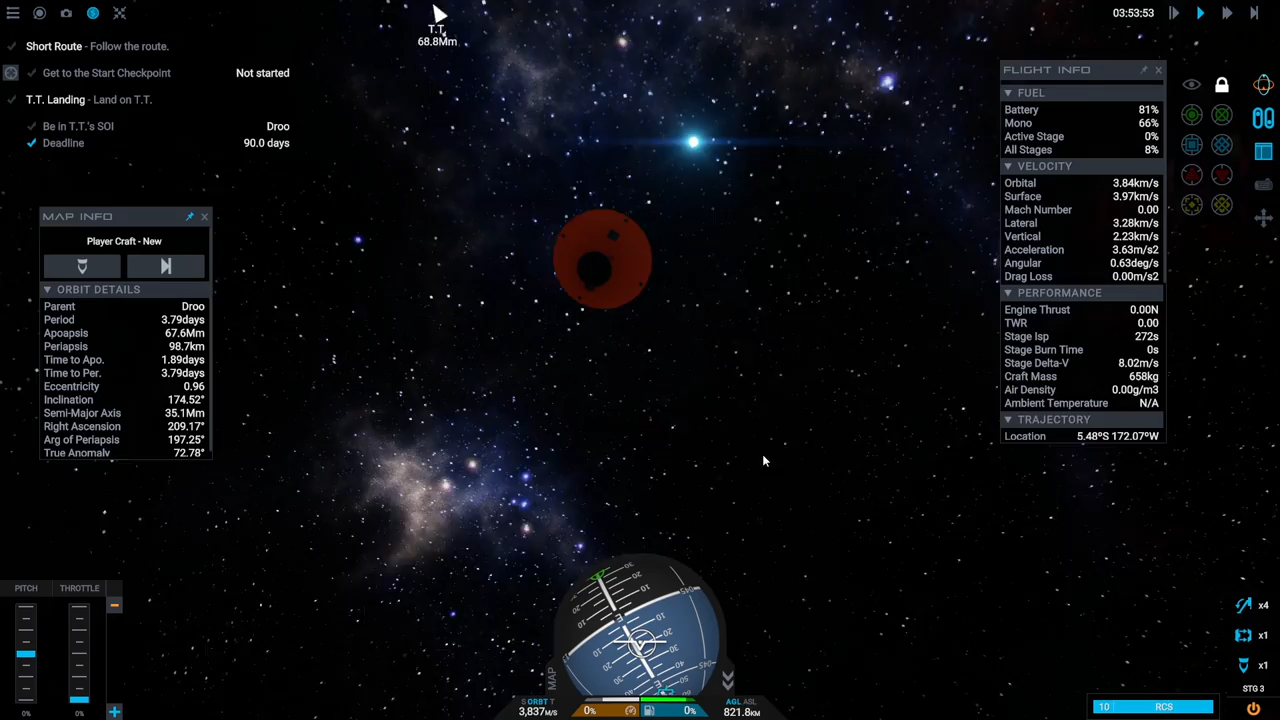 03:53:53
T.T.
68.8Mm
Short Route - Follow the route.
Get to the Start Checkpoint Not started
T.T. Landing - Land on T.T.
Be in T.T.'s SOI Droo
Deadline 90.0 days
MAP INFO
Player Craft - New
ORBIT DETAILS
Parent Droo
Period 3.79days
Apoapsis 67.6Mm
Periapsis 98.7km
Time to Apo. 1.89days
Time to Per. 3.79days
Eccentricity 0.96
Inclination 174.52°
Semi-Major Axis 35.1Mm
Right Ascension 209.17°
Arg of Periapsis 197.25°
True Anomaly 72.78°
FLIGHT INFO
FUEL
Battery 81%
Mono 66%
Active Stage 0%
All Stages 8%
VELOCITY
Orbital 3.84km/s
Surface 3.97km/s
Mach Number 0.00
Lateral 3.28km/s
Vertical 2.23km/s
Acceleration 3.63m/s2
Angular 0.63deg/s
Drag Loss 0.00m/s2
PERFORMANCE
Engine Thrust 0.00N
TWR 0.00
Stage Isp 272s
Stage Burn Time 0s
Stage Delta-V 8.02m/s
Craft Mass 658kg
Air Density 0.00g/m3
Ambient Temperature N/A
TRAJECTORY
Location 5.48ºS 172.07ºW
PITCH THROTTLE
0% 0%
MAP
S ORBT T
3,837M/S
0%
0%
AGL ASL
821.8KM
x4
x1
x1
STG 3
10 RCS